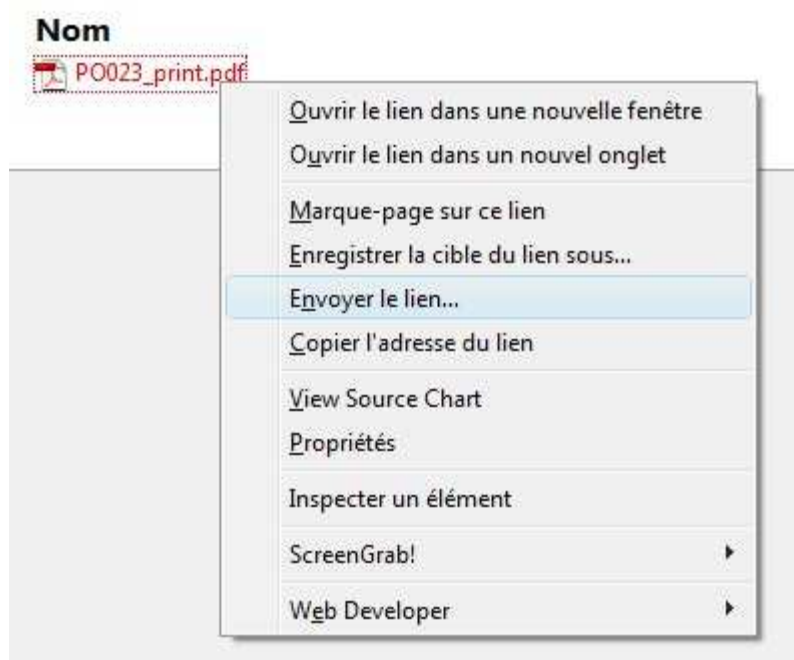 Nom
PO023_print.pdf
Ouvrir le lien dans une nouvelle fenêtre
Ouvrir le lien dans un nouvel onglet
Marque-page sur ce lien
Enregistrer la cible du lien sous...
Envoyer le lien...
Copier l'adresse du lien
View Source Chart
Propriétés
Inspecter un élément
ScreenGrab!
Web Developer